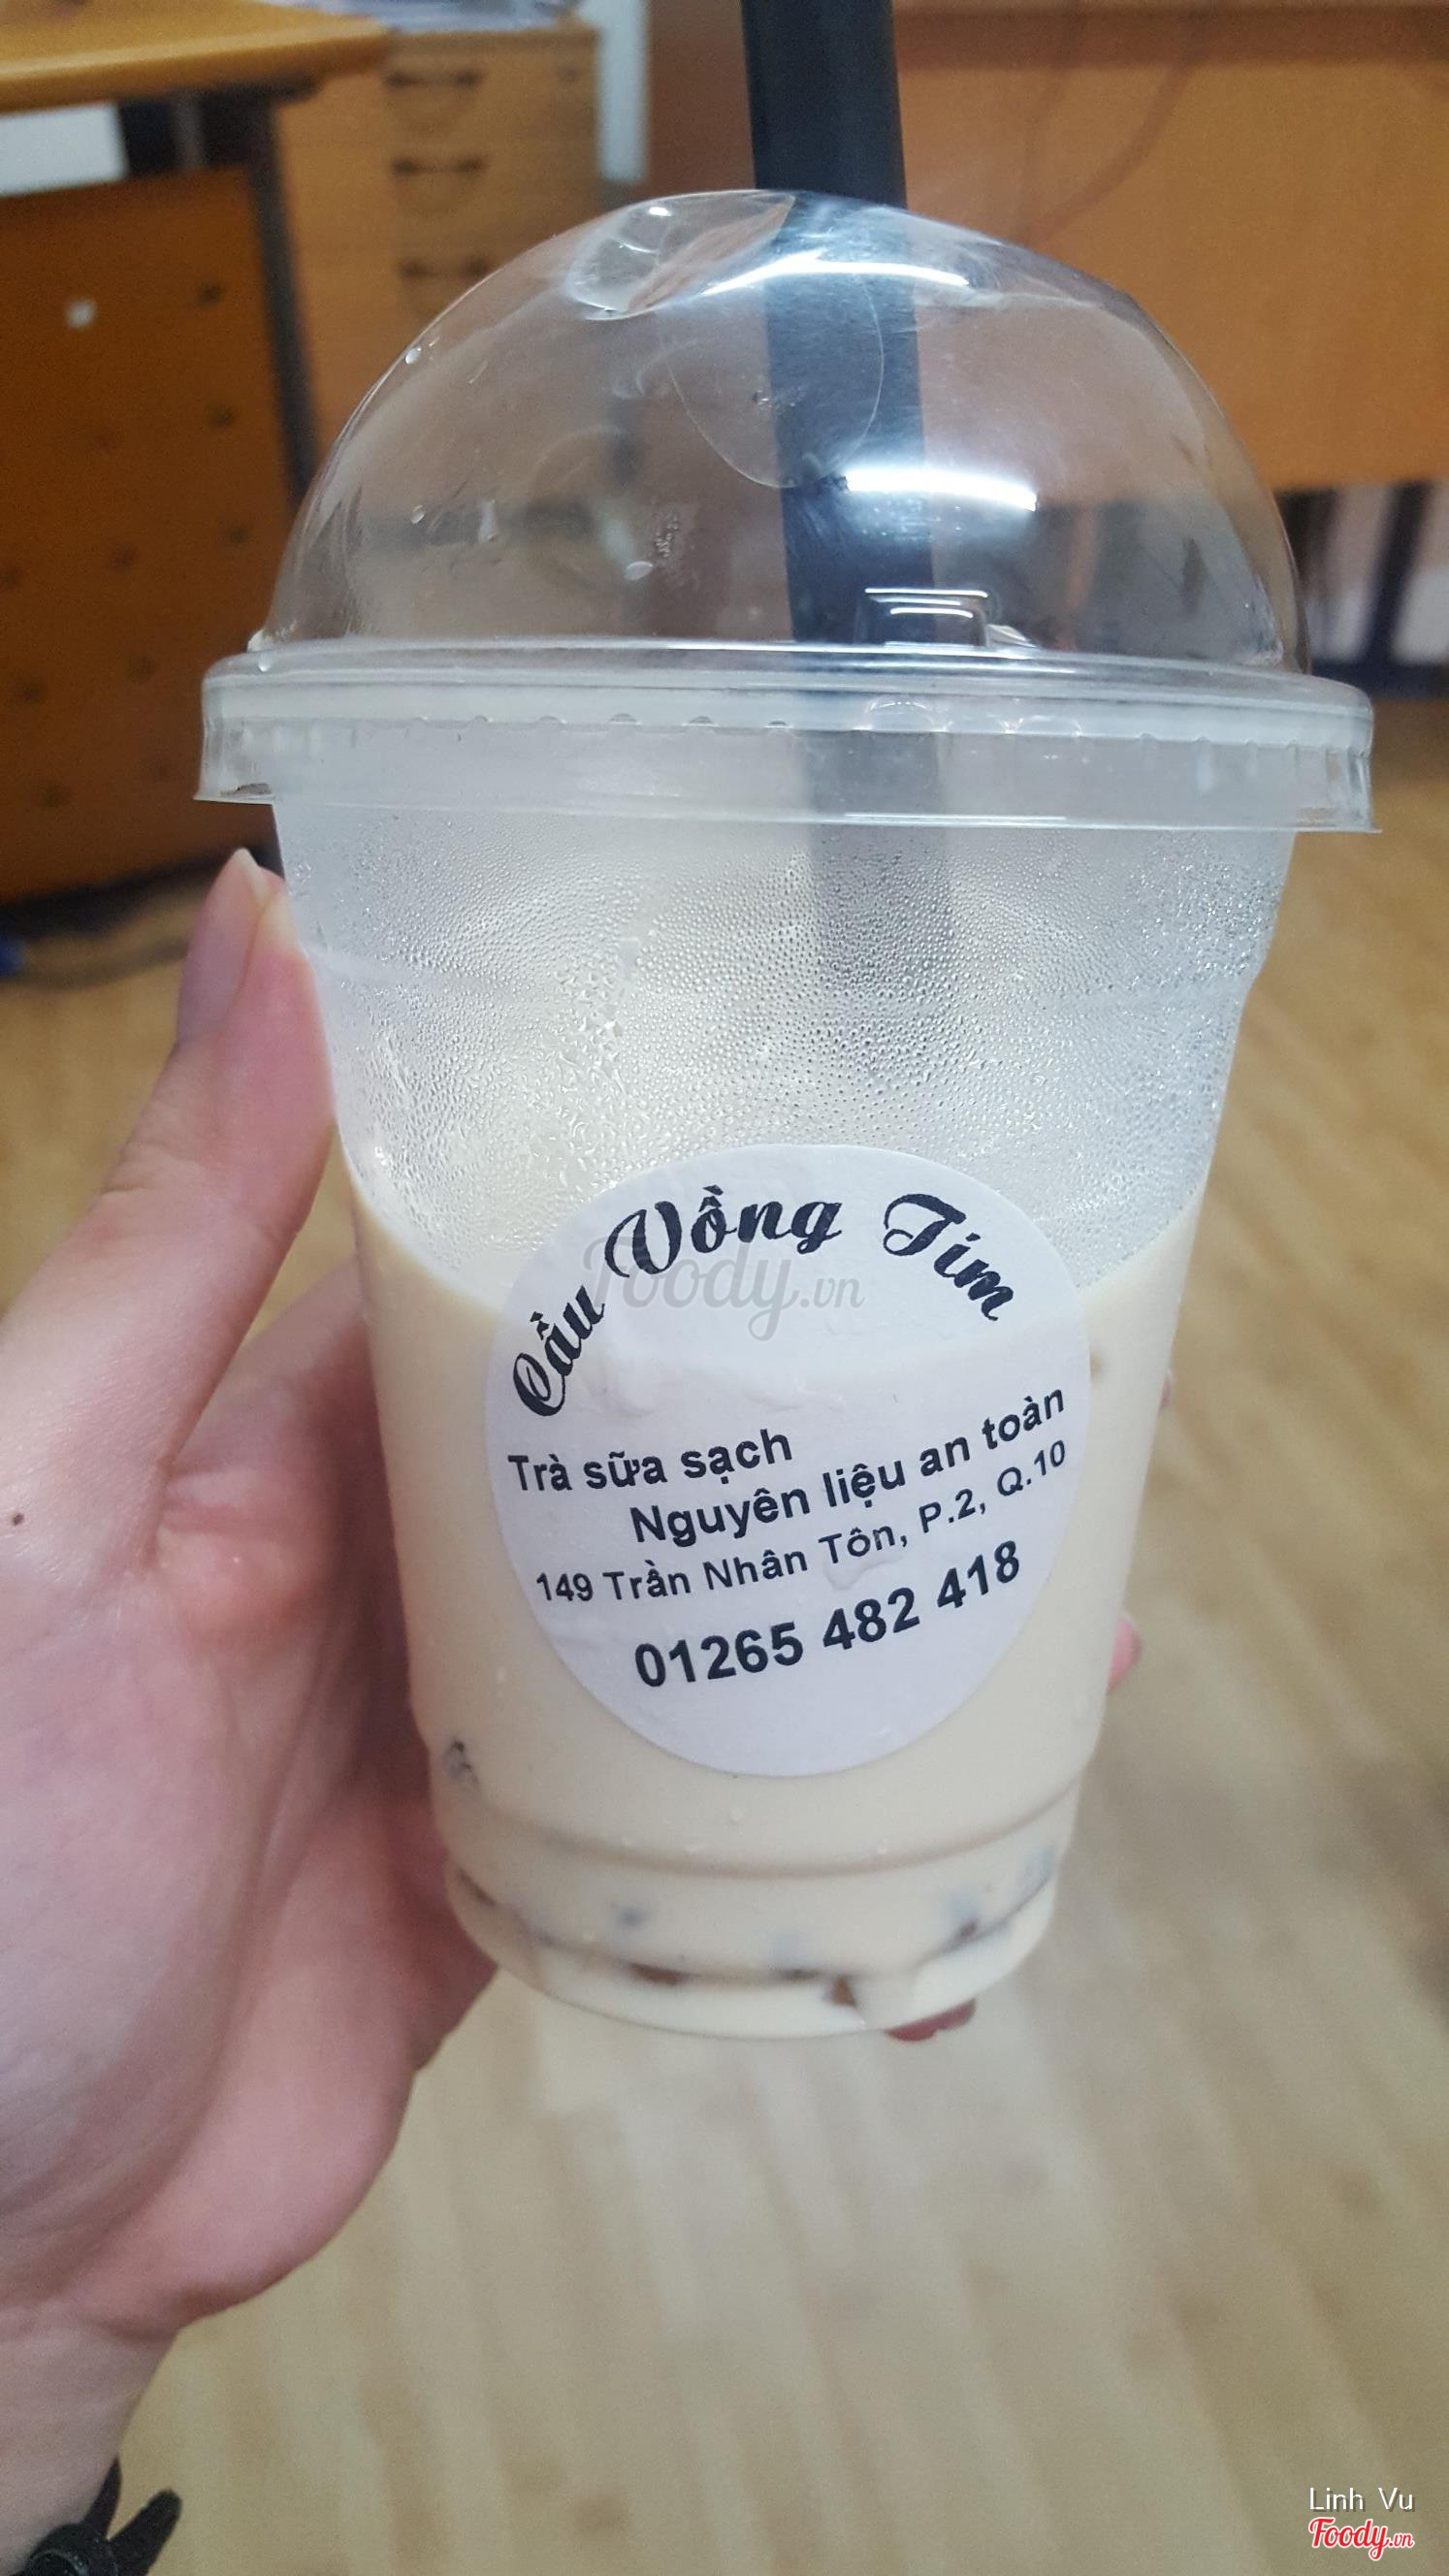 Cầu Vồng Tím
Foody.vn
Trà sữa sạch
Nguyên liệu an toàn
149 Trần Nhân Tôn, P.2, Q.10
01265 482 418
Linh Vu
Foody.vn